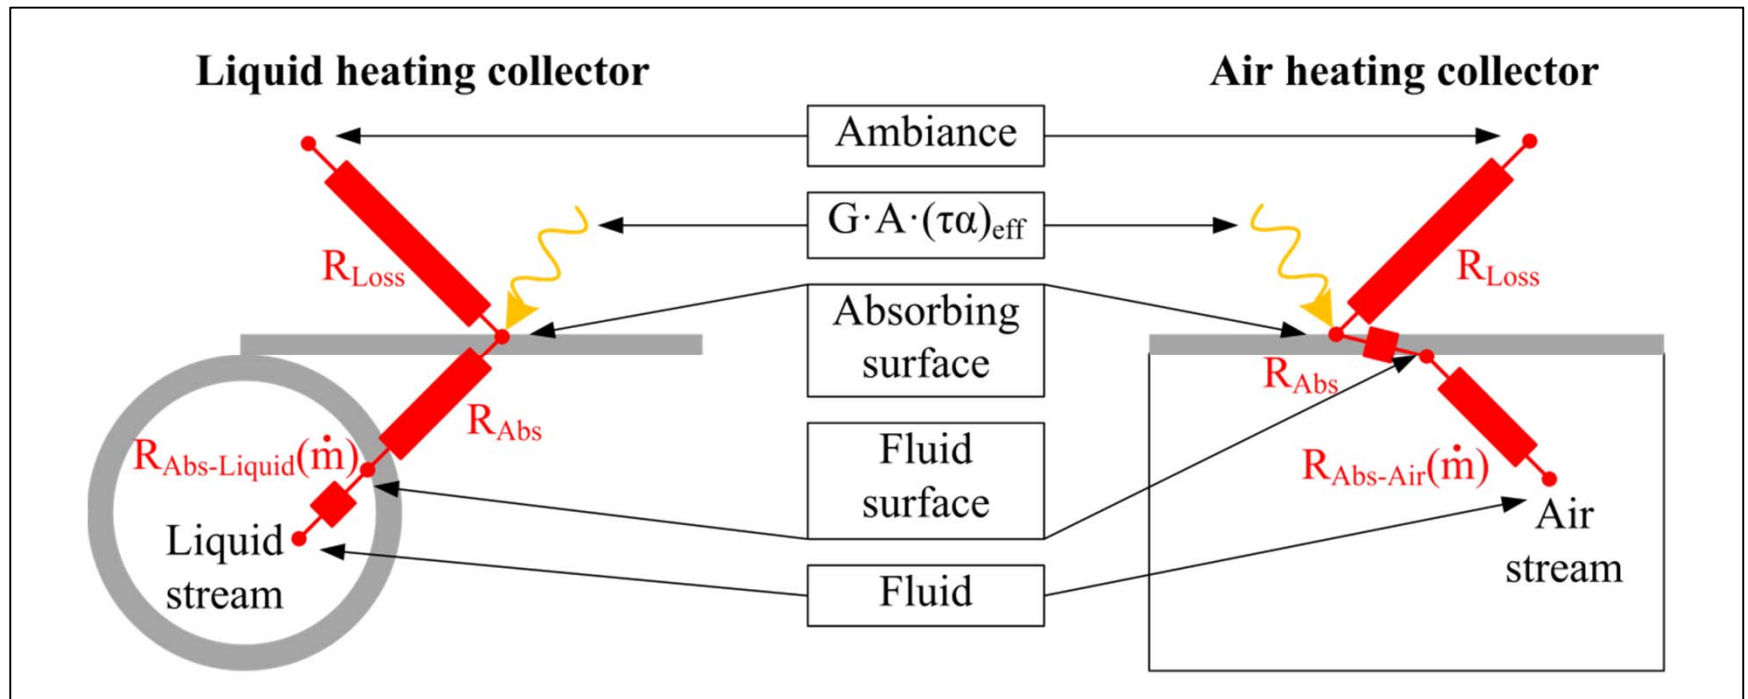 Liquid heating collector
Air heating collector
Ambiance
G·A·(τα)eff
RLoss
RLoss
Absorbing
surface
RAbs
RAbs
Fluid
surface
RAbs-Liquid(ṁ)
RAbs-Air(ṁ)
Liquid
stream
Air
stream
Fluid